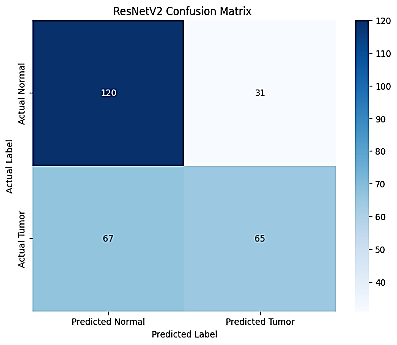 ResNetV2 Confusion Matrix
Actual Normal
120
31
Actual Label
Actual Tumor
67
65
Predicted Normal
Predicted Tumor
Predicted Label
120
110
100
90
80
70
60
50
40